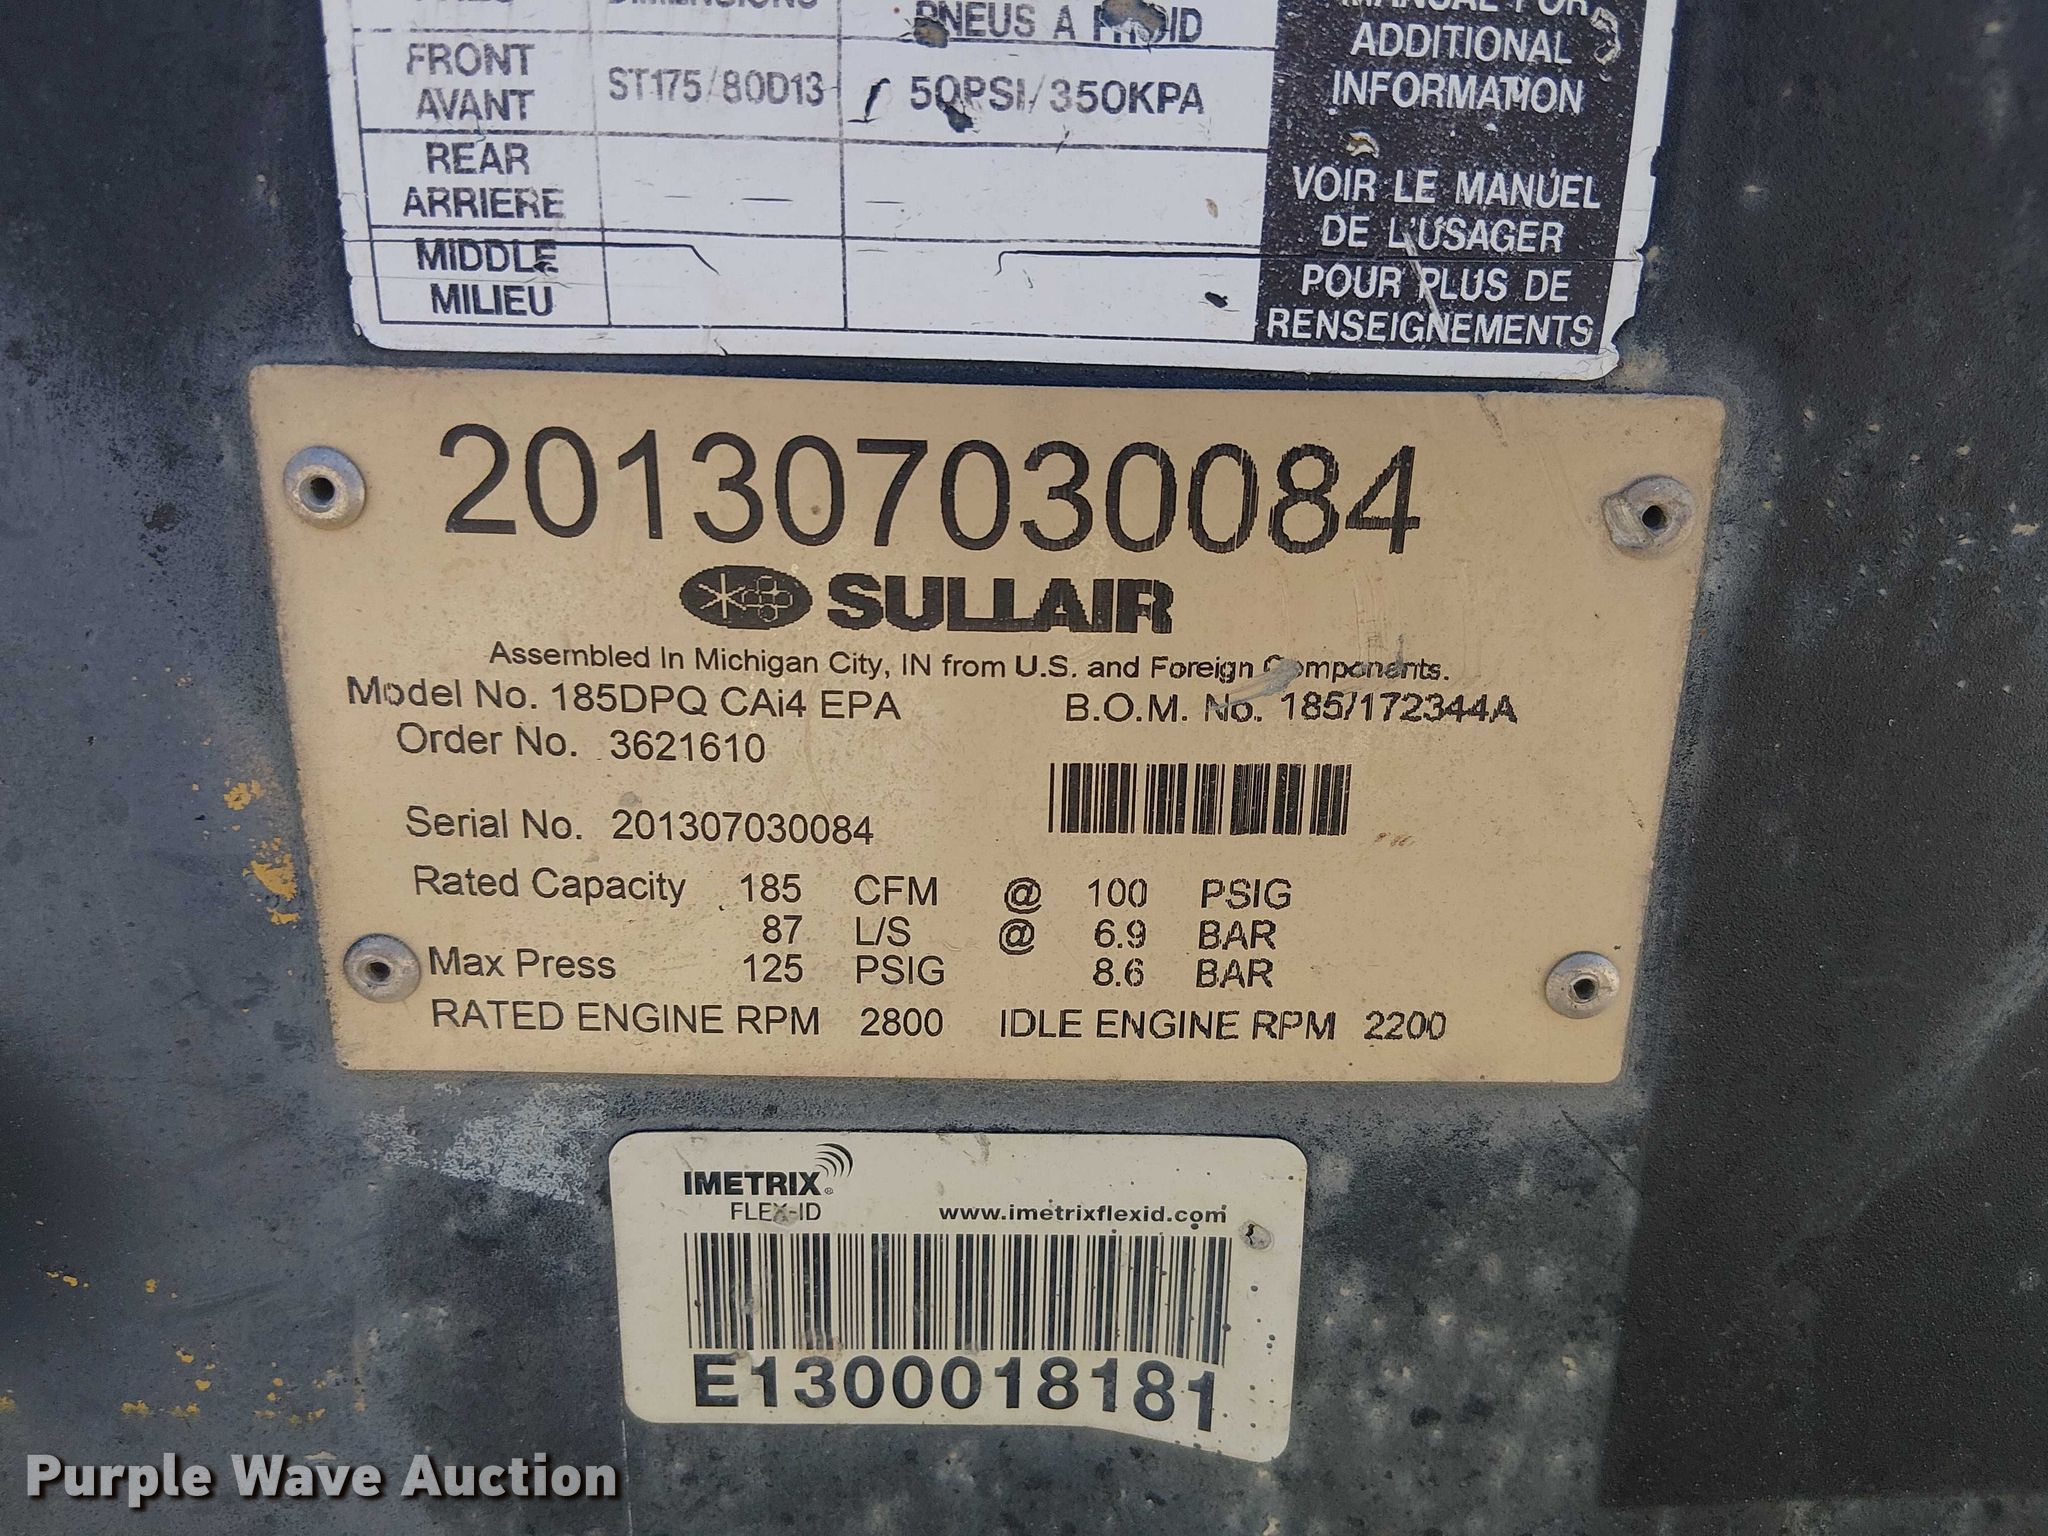 DIMENSIONS
PNEUS A FROID
MANUAL FOR
ADDITIONAL
INFORMATION
FRONT
AVANT
ST175/80D13
50PSI/350KPA
REAR
ARRIERE
— —
—
MIDDLE
MILIEU
VOIR LE MANUEL
DE L'USAGER
POUR PLUS DE
RENSEIGNEMENTS
201307030084
SULLAIR
Assembled In Michigan City, IN from U.S. and Foreign Components.
Model No. 185DPQ CAi4 EPA B.O.M. No. 185/172344A
Order No. 3621610
Serial No. 201307030084
Rated Capacity 185 CFM @ 100 PSIG
87 L/S @ 6.9 BAR
Max Press 125 PSIG 8.6 BAR
RATED ENGINE RPM 2800 IDLE ENGINE RPM 2200
IMETRIX®
FLEX-ID www.imetrixflexid.com
E1300018181
Purple Wave Auction